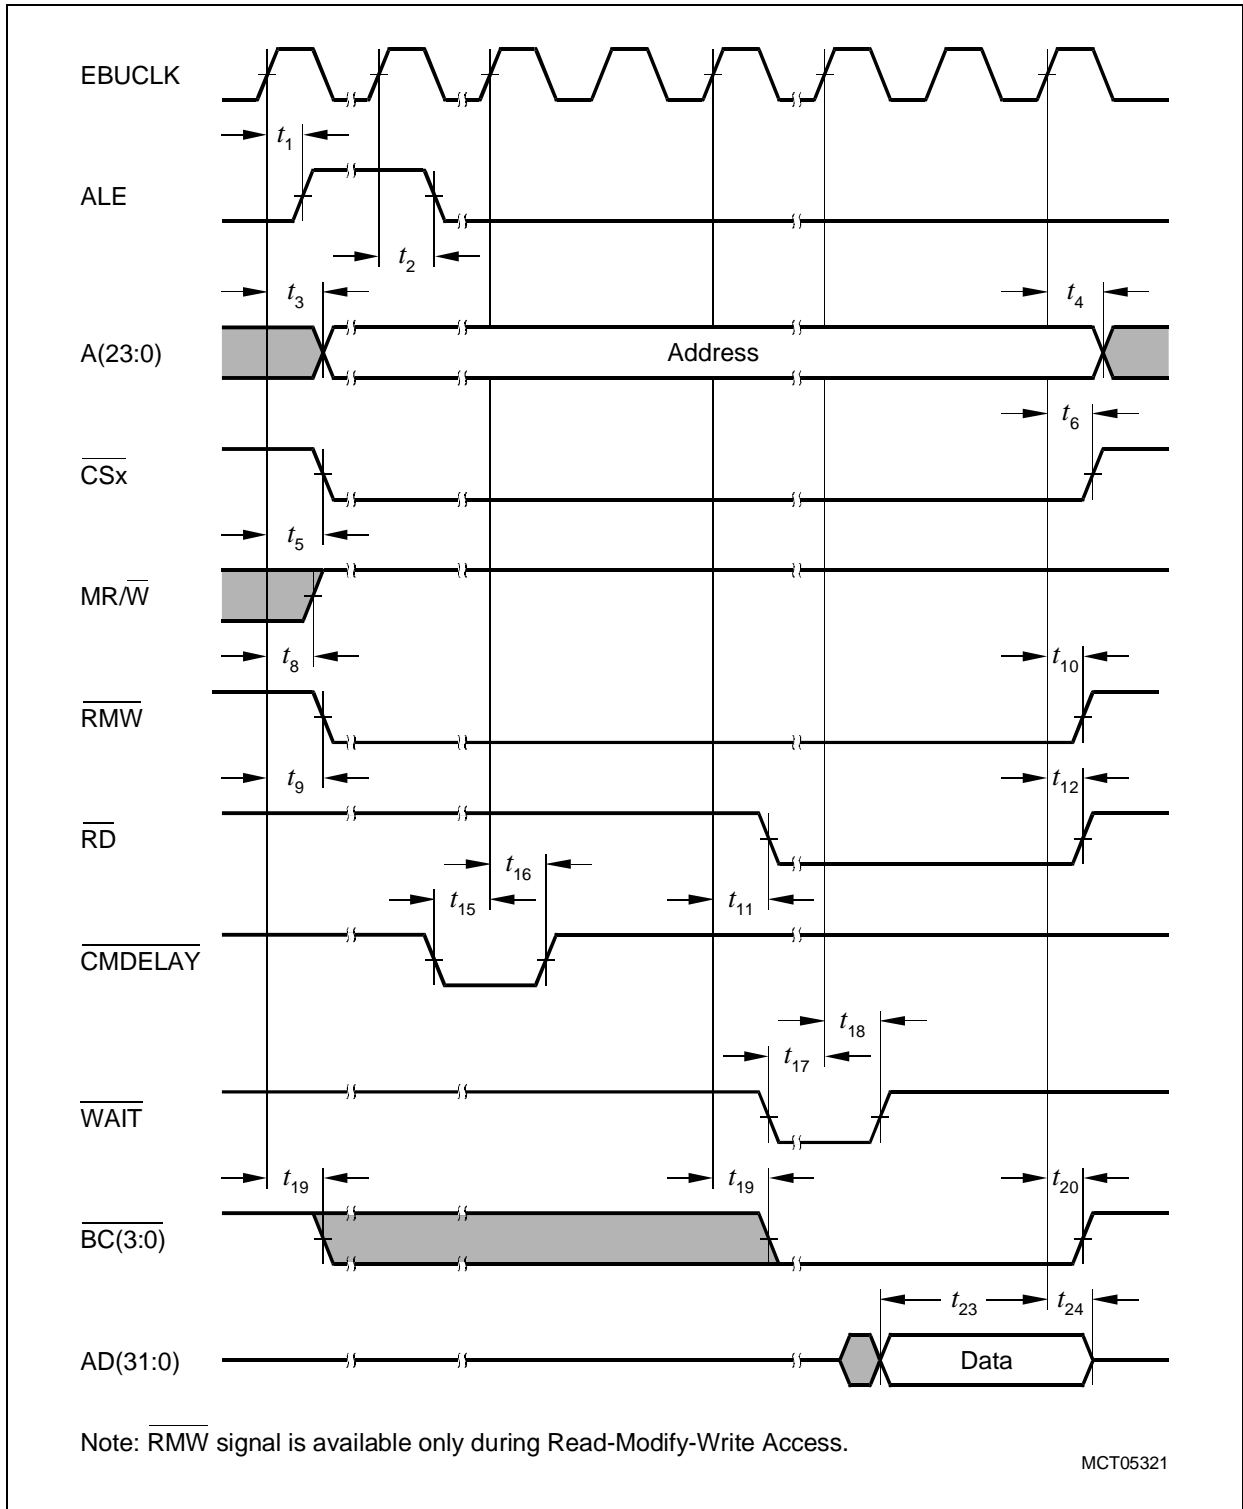 EBUCLK
t1
ALE
t2
t3
t4
A(23:0)
Address
t6
CSx
t5
MR/W
t8
t10
RMW
t9
t12
RD
t16
t15
t11
CMDELAY
t18
t17
WAIT
t19
t19
t20
BC(3:0)
t23
t24
AD(31:0)
Data
Note: RMW signal is available only during Read-Modify-Write Access.
MCT05321